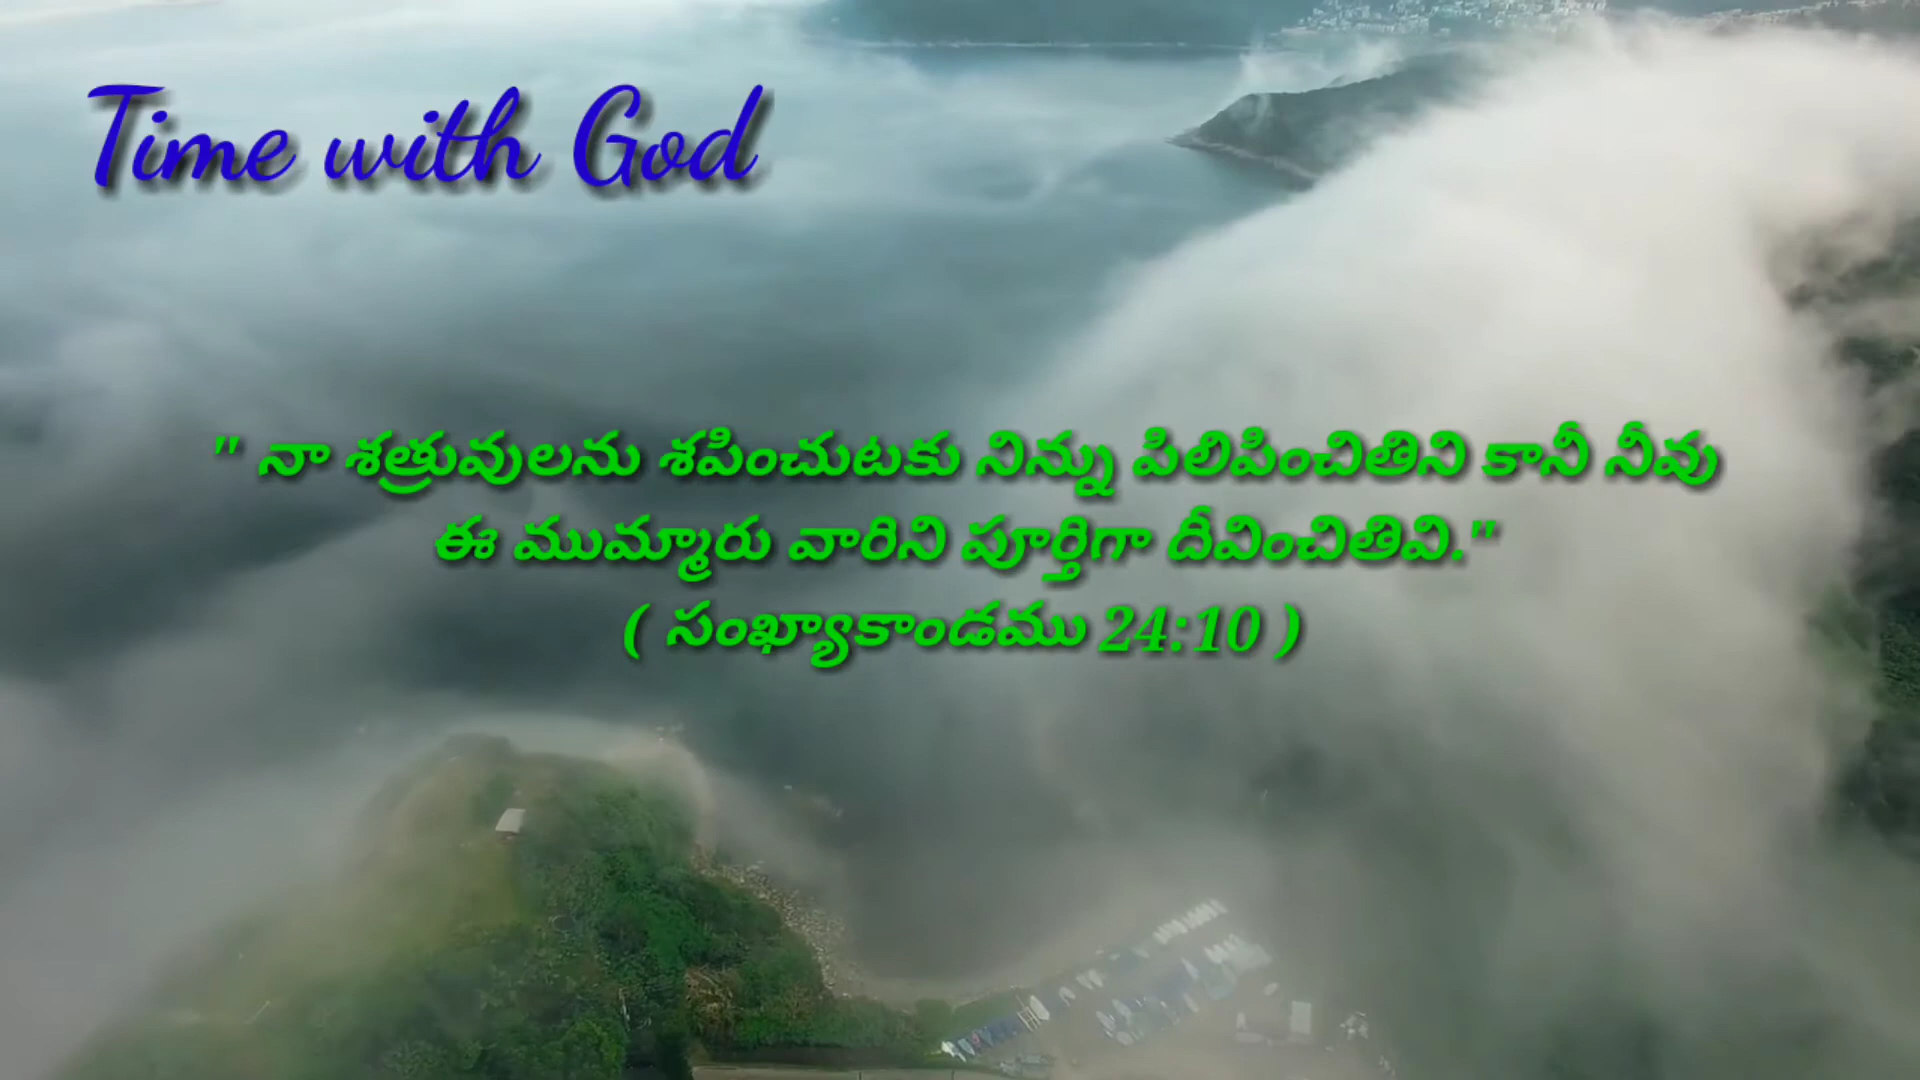 Time with God
" నా శత్రువులను శపించుటకు నిన్ను పిలిపించితిని కానీ నీవు
ఈ ముమ్మారు వారిని పూర్తిగా దీవించితివి."
( సంఖ్యాకాండము 24:10 )